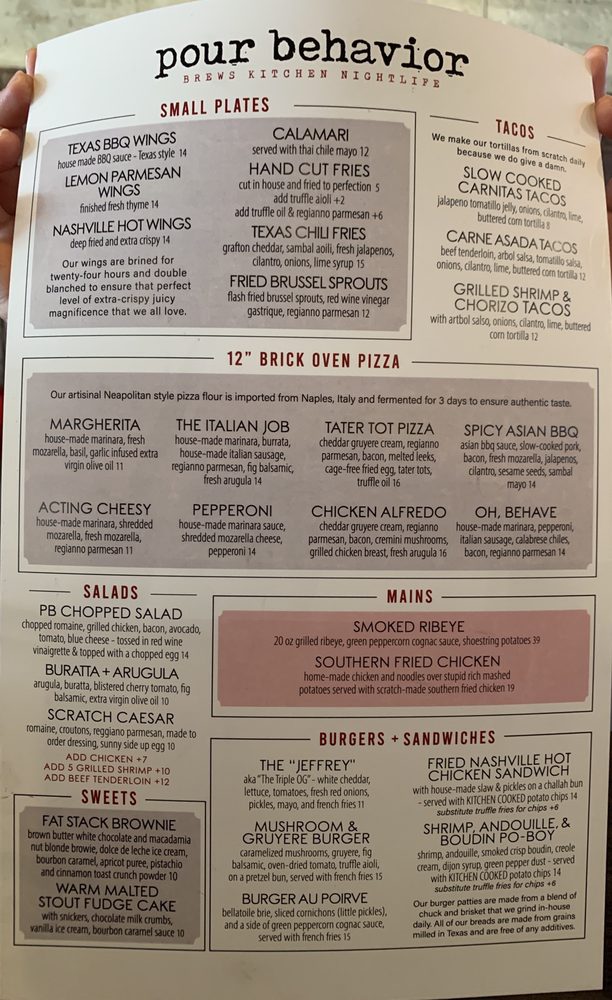 pour behavior
BREWS KITCHEN NIGHTLIFE
SMALL PLATES
TEXAS BBQ WINGS
house made BBQ sauce - Texas style 14
LEMON PARMESAN
WINGS
finished fresh thyme 14
NASHVILLE HOT WINGS
deep fried and extra crispy 14
Our wings are brined for
twenty-four hours and double
blanched to ensure that perfect
level of extra-crispy juicy
magnificence that we all love.
CALAMARI
served with thai chile mayo 12
HAND CUT FRIES
cut in house and fried to perfection 5
add truffle aioli +2
add truffle oil & regianno parmesan +6
TEXAS CHILI FRIES
grafton cheddar, sambal aoili, fresh jalapenos,
cilantro, onions, lime syrup 15
FRIED BRUSSEL SPROUTS
flash fried brussel sprouts, red wine vinegar
gastrique, regianno parmesan 12
TACOS
We make our tortillas from scratch daily
because we do give a damn.
SLOW COOKED
CARNITAS TACOS
jalapeno tomatillo jelly, onions, cilantro, lime,
buttered corn tortilla 8
CARNE ASADA TACOS
beef tenderloin, arbol salsa, tomatillo salsa,
onions, cilantro, lime, buttered corn tortilla 12
GRILLED SHRIMP &
CHORIZO TACOS
with artbol salso, onions, cilantro, lime, buttered
corn tortilla 12
12" BRICK OVEN PIZZA
Our artisinal Neapolitan style pizza flour is imported from Naples, Italy and fermented for 3 days to ensure authentic taste.
MARGHERITA
house-made marinara, fresh
mozarella, basil, garlic infused extra
virgin olive oil 11
THE ITALIAN JOB
house-made marinara, burrata,
house-made italian sausage,
regianno parmesan, fig balsamic,
fresh arugula 14
TATER TOT PIZZA
cheddar gruyere cream, regianno
parmesan, bacon, melted leeks,
cage-free fried egg, tater tots,
truffle oil 16
SPICY ASIAN BBQ
asian bbq sauce, slow-cooked pork,
bacon, fresh mozarella, jalapenos,
cilantro, sesame seeds, sambal
mayo 14
ACTING CHEESY
house-made marinara, shredded
mozarella, fresh mozarella,
regianno parmesan 11
PEPPERONI
house-made marinara sauce,
shredded mozarella cheese,
pepperoni 14
CHICKEN ALFREDO
cheddar gruyere cream, regianno
parmesan, bacon, cremini mushrooms,
grilled chicken breast, fresh arugula 16
OH, BEHAVE
house-made marinara, pepperoni,
italian sausage, calabrese chiles,
bacon, regianno parmesan 14
SALADS
PB CHOPPED SALAD
chopped romaine, grilled chicken, bacon, avocado,
tomato, blue cheese - tossed in red wine
vinaigrette & topped with a chopped egg 14
BURATTA + ARUGULA
arugula, buratta, blistered cherry tomato, fig
balsamic, extra virgin olive oil 10
SCRATCH CAESAR
romaine, croutons, reggiano parmesan, made to
order dressing, sunny side up egg 10
ADD CHICKEN +7
ADD 5 GRILLED SHRIMP +10
ADD BEEF TENDERLOIN +12
MAINS
SMOKED RIBEYE
20 oz grilled ribeye, green peppercorn cognac sauce, shoestring potatoes 39
SOUTHERN FRIED CHICKEN
home-made chicken and noodles over stupid rich mashed
potatoes served with scratch-made southern fried chicken 19
SWEETS
FAT STACK BROWNIE
brown butter white chocolate and macadamia
nut blonde brownie, dolce de leche ice cream,
bourbon caramel, apricot puree, pistachio
and cinnamon toast crunch powder 10
WARM MALTED
STOUT FUDGE CAKE
with snickers, chocolate milk crumbs,
vanilla ice cream, bourbon caramel sauce 10
BURGERS + SANDWICHES
THE "JEFFREY"
aka "The Triple OG" - white cheddar,
lettuce, tomatoes, fresh red onions,
pickles, mayo, and french fries 11
MUSHROOM &
GRUYERE BURGER
caramelized mushrooms, gruyere, fig
balsamic, oven-dried tomato, truffle aioli,
on a pretzel bun, served with french fries 15
BURGER AU POIRVE
bellatoile brie, sliced cornichons (little pickles),
and a side of green peppercorn cognac sauce,
served with french fries 15
FRIED NASHVILLE HOT
CHICKEN SANDWICH
with house-made slaw & pickles on a challah bun
- served with KITCHEN COOKED potato chips 14
substitute truffle fries for chips +6
SHRIMP, ANDOUILLE, &
BOUDIN PO-BOY
shrimp, andouille, smoked crisp boudin, creole
cream, dijon syrup, green pepper dust - served
with KITCHEN COOKED potato chips 14
substitute truffle fries for chips +6
Our burger patties are made from a blend of
chuck and brisket that we grind in-house
daily. All of our breads are made from grains
milled in Texas and are free of any additives.